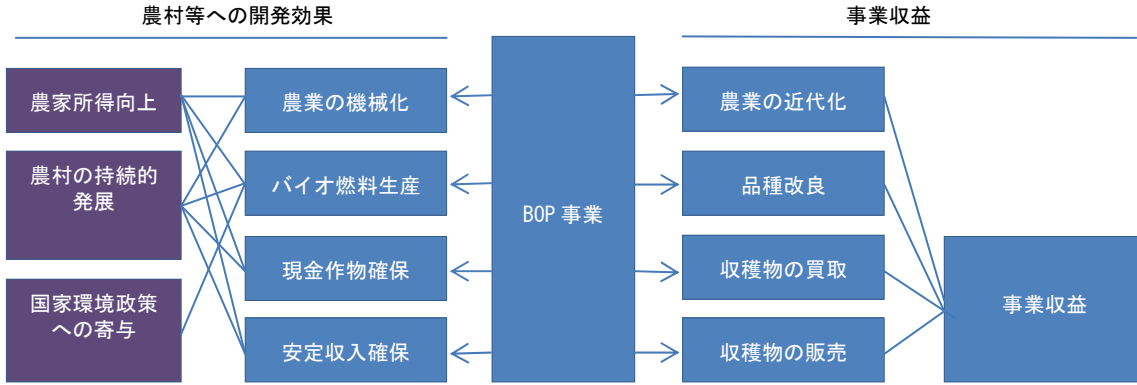 農村等への開発効果
事業収益
農家所得向上
農業の機械化
農業の近代化
農村の持続的
発展
バイオ燃料生産
品種改良
BOP 事業
現金作物確保
収穫物の買取
国家環境政策
への寄与
事業収益
安定収入確保
収穫物の販売